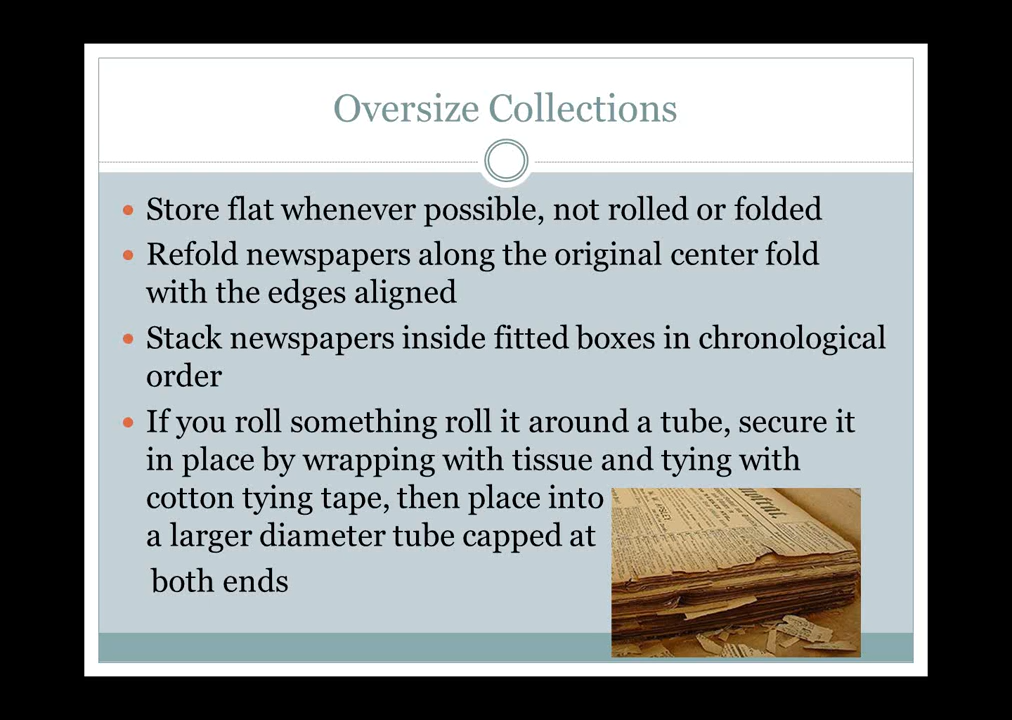 Oversize Collections
Store flat whenever possible, not rolled or folded
Refold newspapers along the original center fold
with the edges aligned
Stack newspapers inside fitted boxes in chronological
order
If you roll something roll it around a tube, secure it
in place by wrapping with tissue and tying with
cotton tying tape, then place into
a larger diameter tube capped at
both ends